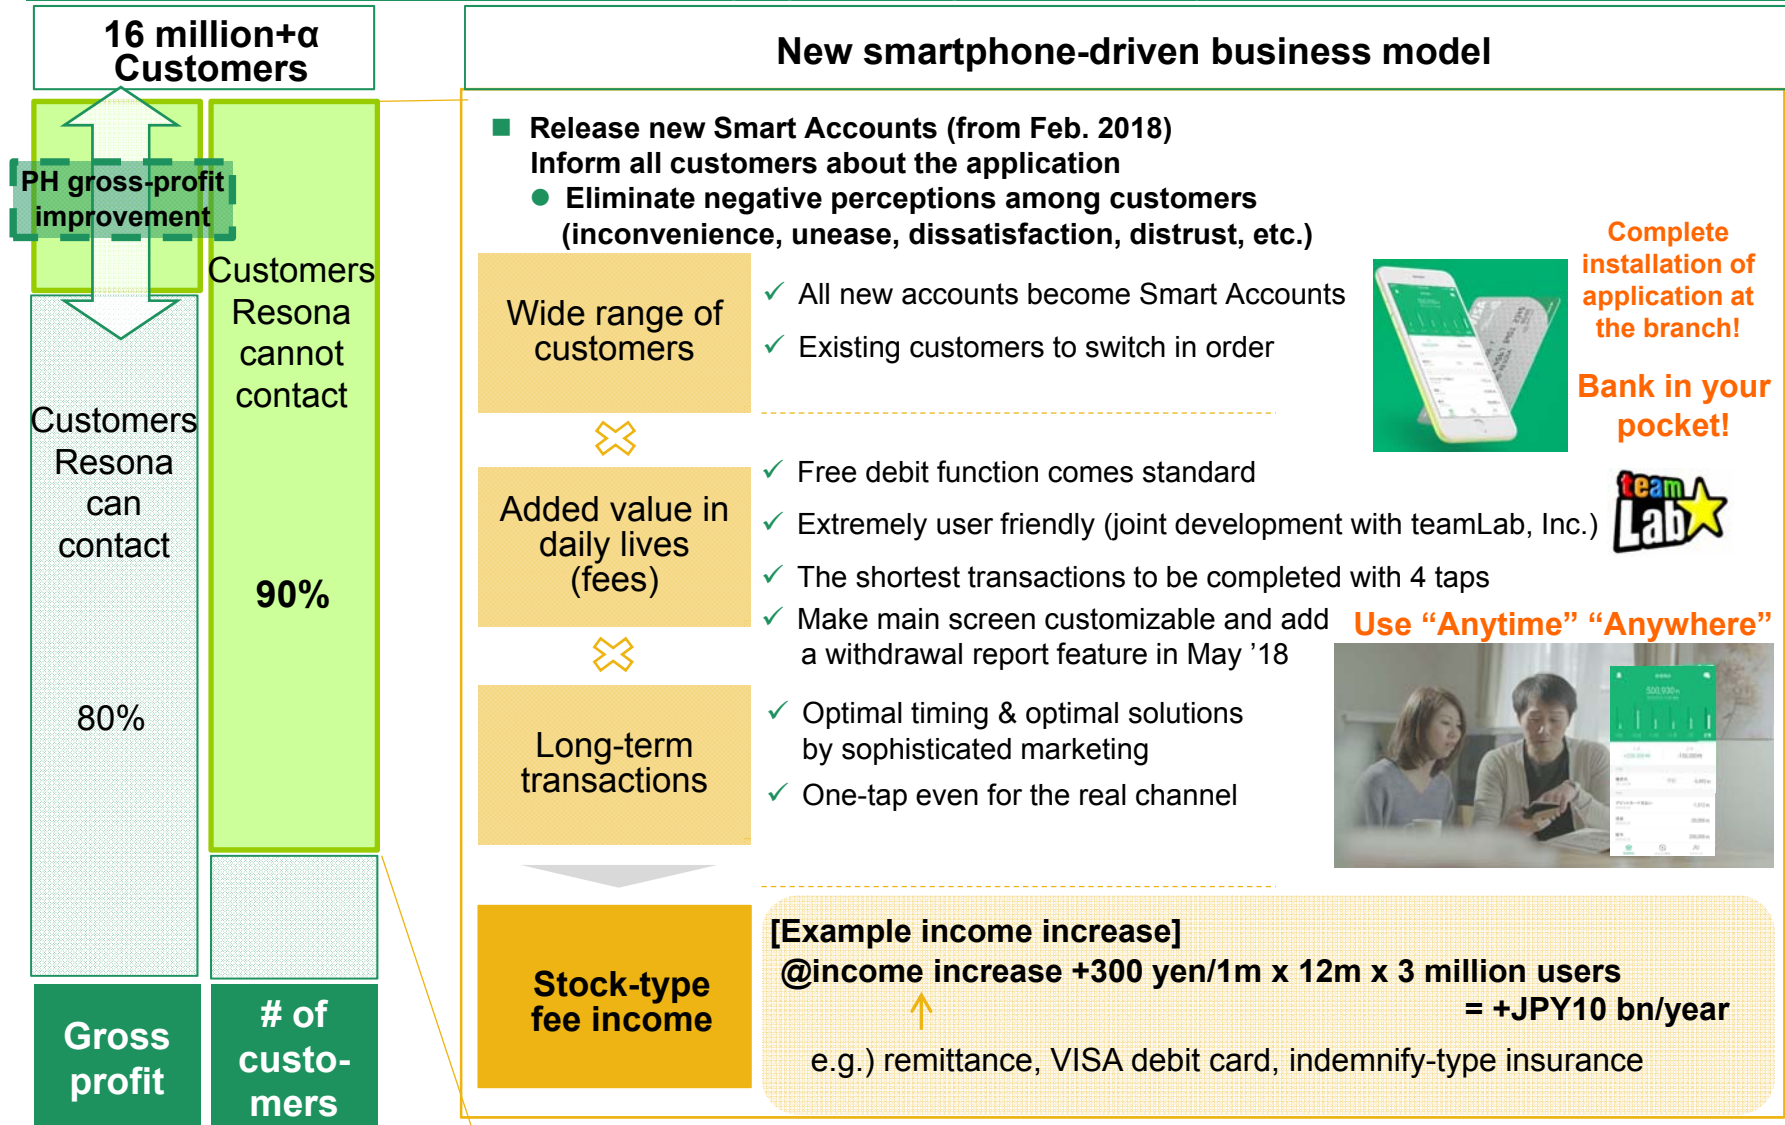 16 million+α
Customers
New smartphone-driven business model
PH gross-profit
improvement
Customers
Resona
can
contact
80%
Customers
Resona
cannot
contact
90%
Gross
profit
# of
custo-
mers
Release new Smart Accounts (from Feb. 2018)
Inform all customers about the application
Eliminate negative perceptions among customers
(inconvenience, unease, dissatisfaction, distrust, etc.)
Wide range of
customers
All new accounts become Smart Accounts
Existing customers to switch in order
Complete
installation of
application at
the branch!
Bank in your
pocket!
Added value in
daily lives
(fees)
Free debit function comes standard
Extremely user friendly (joint development with teamLab, Inc.)
The shortest transactions to be completed with 4 taps
Make main screen customizable and add
a withdrawal report feature in May ’18
team
Lab
Use “Anytime” “Anywhere”
500,930
Long-term
transactions
Optimal timing & optimal solutions
by sophisticated marketing
One-tap even for the real channel
Stock-type
fee income
[Example income increase]
@income increase +300 yen/1m x 12m x 3 million users
= +JPY10 bn/year
e.g.) remittance, VISA debit card, indemnify-type insurance